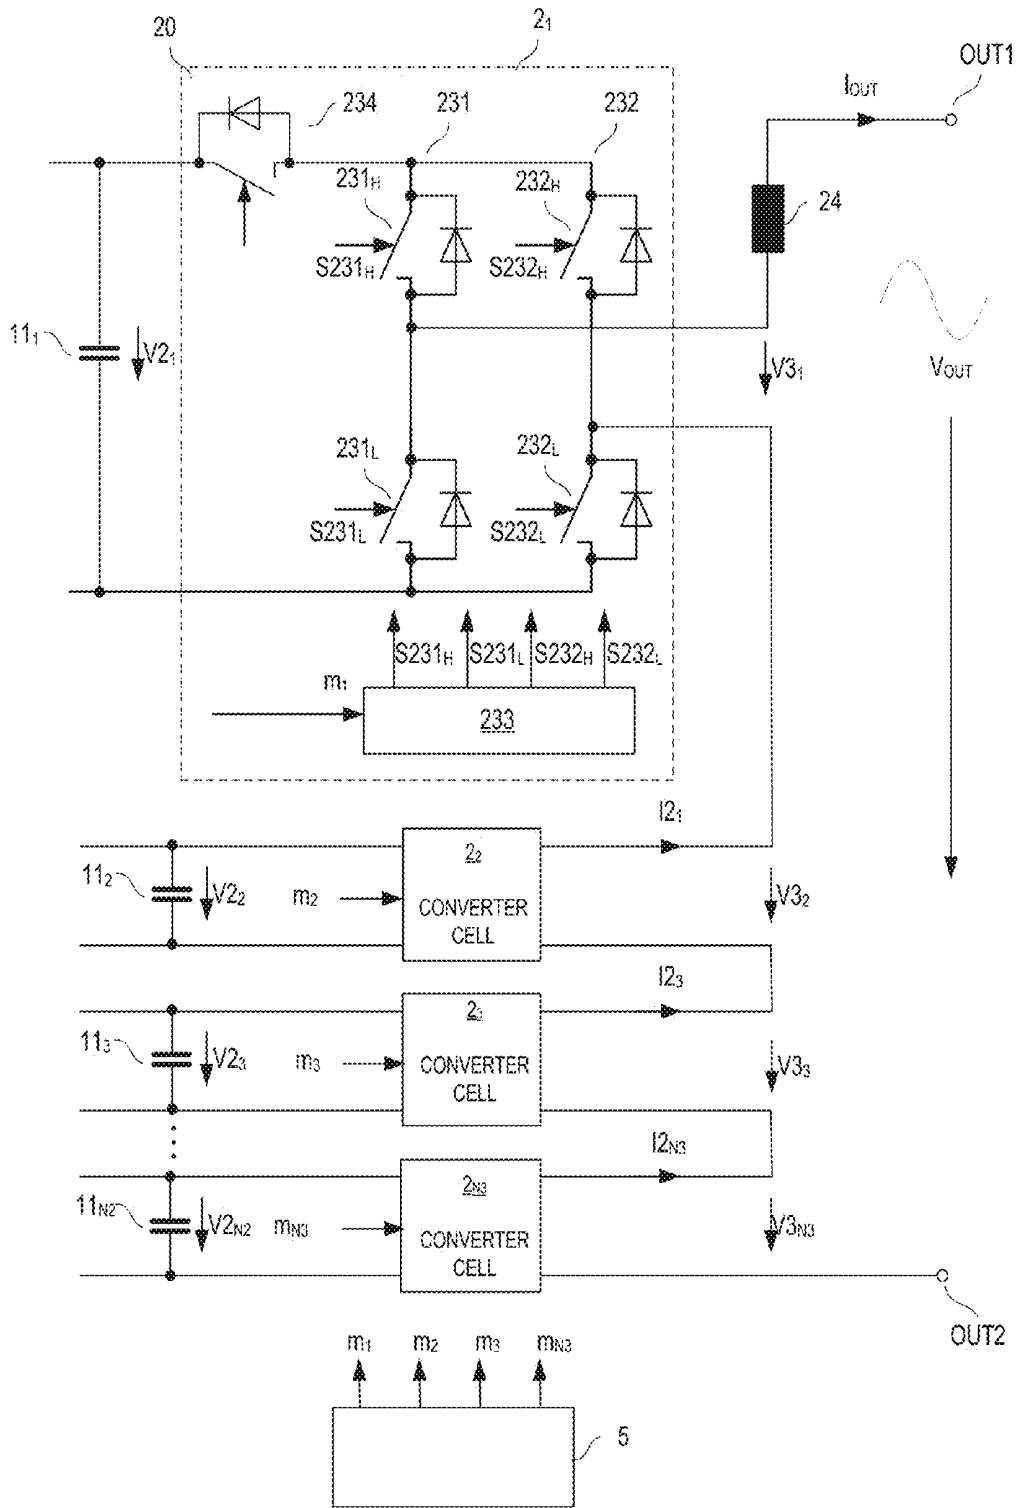 20
2₁
OUT1
I_OUT
234
231
232
231_H
232_H
24
S231_H
S232_H
11₁
V2₁
V3₁
V_OUT
231_L
232_L
S231_L
S232_L
S231_H
S231_L
S232_H
S232_L
m₁
233
I2₁
11₂
V2₂
m₂
2₂
CONVERTER
CELL
V3₂
I2₃
11₃
V2₃
m₃
2₃
CONVERTER
CELL
V3₃
I2_N3
11_N2
V2_N2
m_N3
2_N3
CONVERTER
CELL
V3_N3
OUT2
m₁
m₂
m₃
m_N3
5